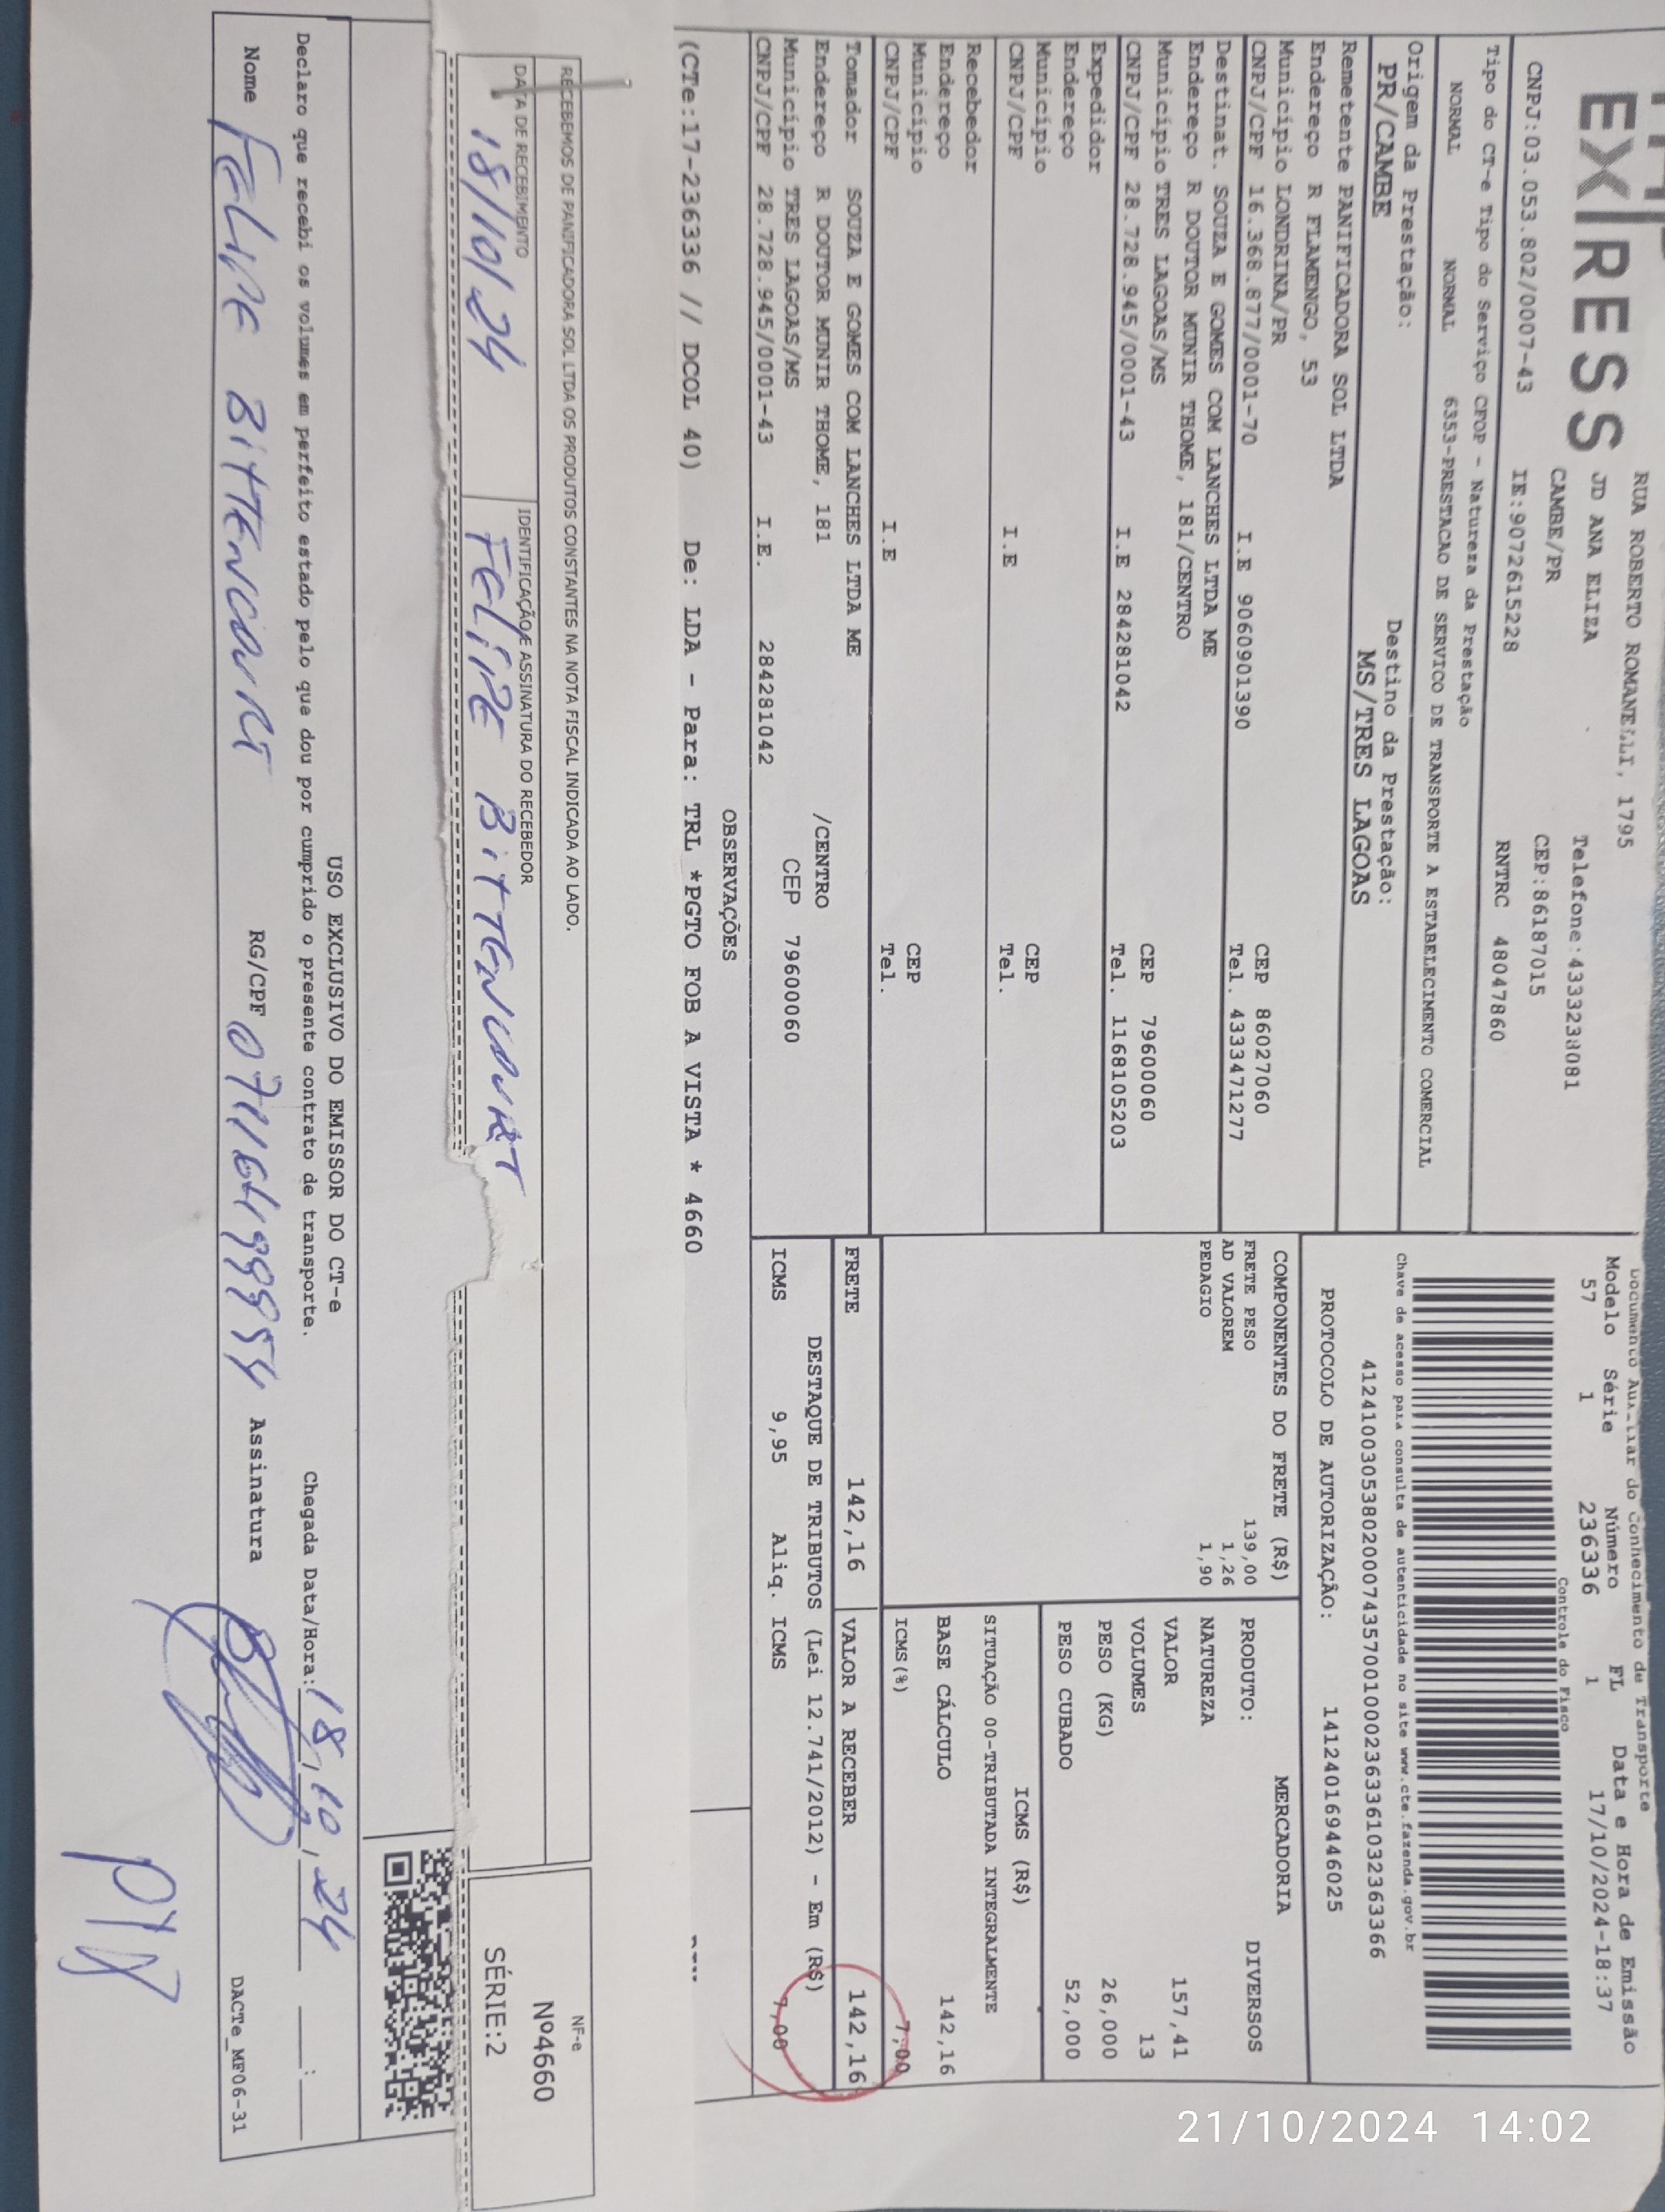 EXPRESS
RUA ROBERTO ROMANELLI, 1795
JD ANA ELIZA
Telefone:4333238081
CAMBE/PR
CEP:86187015
CNPJ:03.053.802/0007-43
IE:9072615228
RNTRC 48047860
Tipo do CT-e Tipo do Serviço CFOP - Natureza da Prestação
NORMAL NORMAL 6353-PRESTACAO DE SERVICO DE TRANSPORTE A ESTABELECIMENTO COMERCIAL
Origem da Prestação: Destino da Prestação:
PR/CAMBE MS/TRES LAGOAS
Documento Auxiliar do Conhecimento de Transporte
Modelo Série Número FL Data e Hora de Emissão
57 1 236336 1 17/10/2024-18:37
Controle do Fisco
Chave de acesso para consulta de autenticidade no site www.cte.fazenda.gov.br
41241003053802000743570010002363361032363366
PROTOCOLO DE AUTORIZAÇÃO: 141240169446025
Remetente PANIFICADORA SOL LTDA
Endereço R FLAMENGO, 53
Município LONDRINA/PR CEP 86027060
CNPJ/CPF 16.368.877/0001-70 I.E 9060901390 Tel. 433471277
Destinat. SOUZA E GOMES COM LANCHES LTDA ME
Endereço R DOUTOR MUNIR THOME, 181/CENTRO
Município TRES LAGOAS/MS CEP 79600060
CNPJ/CPF 28.728.945/0001-43 I.E 284281042 Tel. 1168105203
Expedidor
Endereço
Município CEP
CNPJ/CPF I.E Tel.
Recebedor
Endereço
Município CEP
CNPJ/CPF I.E Tel.
Tomador SOUZA E GOMES COM LANCHES LTDA ME
Endereço R DOUTOR MUNIR THOME, 181 /CENTRO
Município TRES LAGOAS/MS CEP 79600060
CNPJ/CPF 28.728.945/0001-43 I.E. 284281042
COMPONENTES DO FRETE (R$)
FRETE PESO 139,00
AD VALOREM 1,26
PEDAGIO 1,90
MERCADORIA
PRODUTO: DIVERSOS
NATUREZA
VALOR 157,41
VOLUMES 13
PESO (KG) 26,000
PESO CUBADO 52,000
ICMS (R$)
SITUAÇÃO 00-TRIBUTADA INTEGRALMENTE
BASE CÁLCULO 142,16
ICMS(%) 7,00
FRETE 142,16 VALOR A RECEBER 142,16
DESTAQUE DE TRIBUTOS (Lei 12.741/2012) - Em (R$)
ICMS 9,95 Aliq. ICMS 7,00
OBSERVAÇÕES
(CTe:17-236336 // DCOL 40) De: LDA - Para: TRL *PGTO FOB A VISTA * 4660
RECEBEMOS DE PANIFICADORA SOL LTDA OS PRODUTOS CONSTANTES NA NOTA FISCAL INDICADA AO LADO.
DATA DE RECEBIMENTO
18/10/24
IDENTIFICAÇÃO E ASSINATURA DO RECEBEDOR
FELIPE BITTENCOURT
NF-e
Nº4660
SÉRIE:2
USO EXCLUSIVO DO EMISSOR DO CT-e
Declaro que recebi os volumes em perfeito estado pelo que dou por cumprido o presente contrato de transporte. Chegada Data/Hora: 18/10/24 :
Nome FELIPE BITTENCOURT RG/CPF Assinatura
DACTe_MF06-31
21/10/2024 14:02